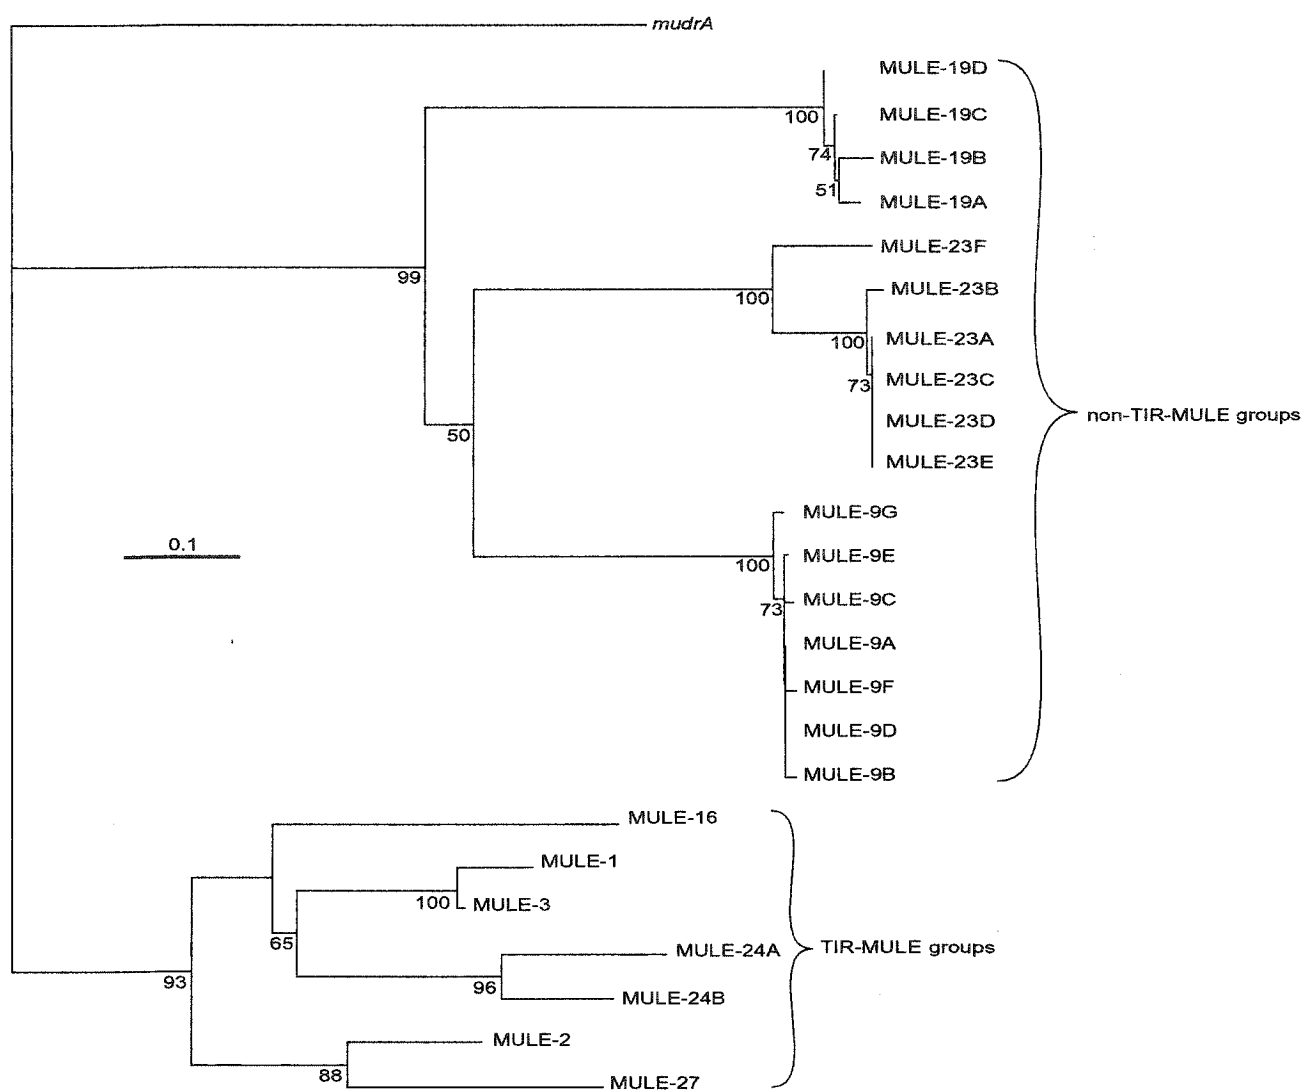 mudrA
MULE-19D
100
MULE-19C
74
MULE-19B
51
MULE-19A
MULE-23F
99
MULE-23B
100
MULE-23A
100
MULE-23C
73
MULE-23D
non-TIR-MULE groups
50
MULE-23E
MULE-9G
0.1
MULE-9E
100
MULE-9C
73
MULE-9A
MULE-9F
MULE-9D
MULE-9B
MULE-16
MULE-1
100
MULE-3
65
MULE-24A
TIR-MULE groups
93
96
MULE-24B
MULE-2
88
MULE-27